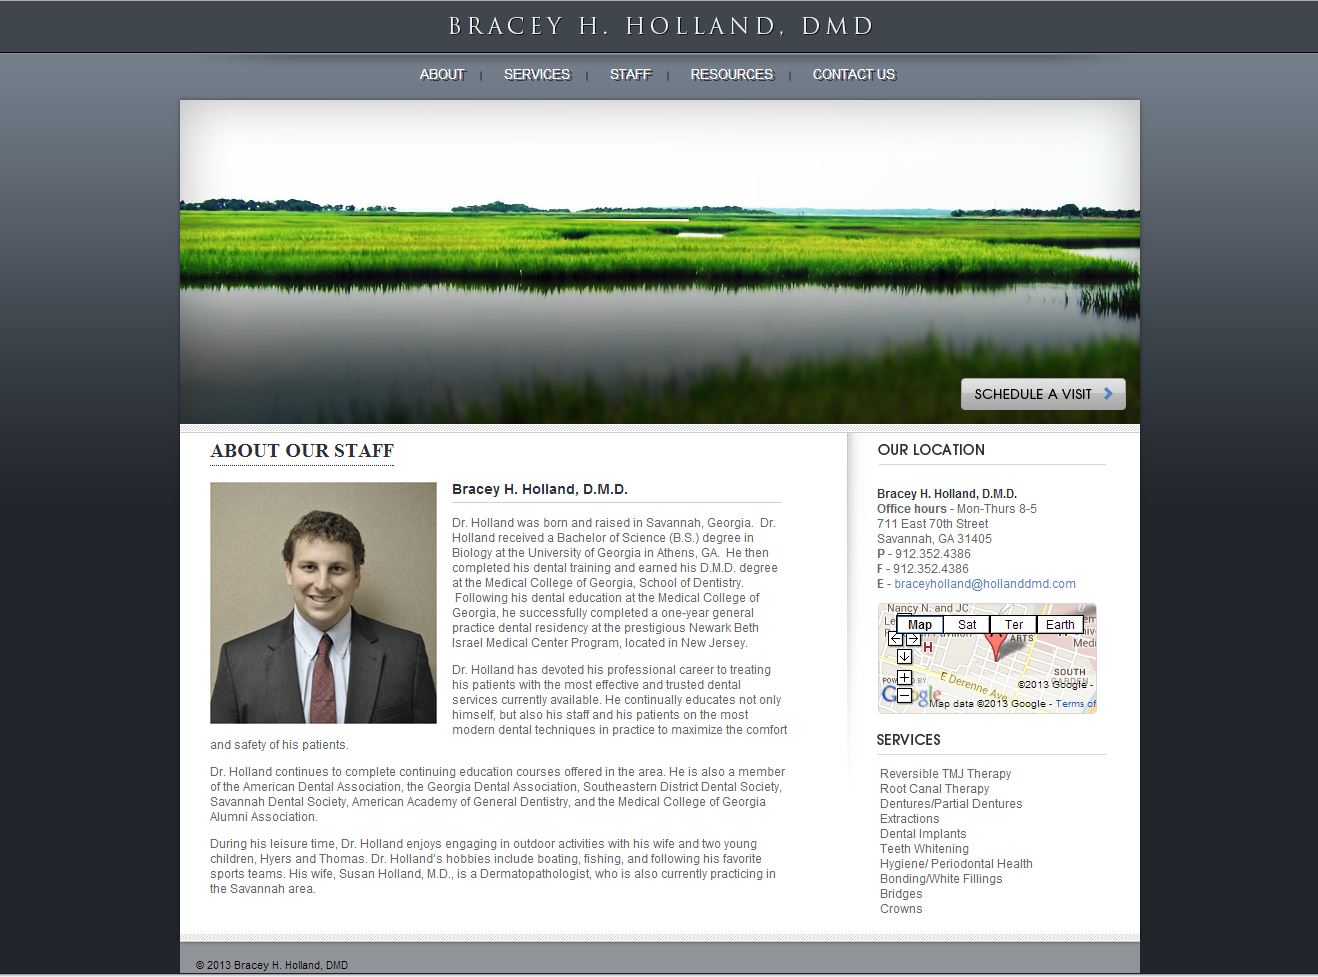 BRACEY H. HOLLAND, DMD
ABOUT | SERVICES | STAFF | RESOURCES | CONTACT US
SCHEDULE A VISIT
ABOUT OUR STAFF
Bracey H. Holland, D.M.D.
Dr. Holland was born and raised in Savannah, Georgia.  Dr.
Holland received a Bachelor of Science (B.S.) degree in
Biology at the University of Georgia in Athens, GA.  He then
completed his dental training and earned his D.M.D. degree
at the Medical College of Georgia, School of Dentistry.
Following his dental education at the Medical College of
Georgia, he successfully completed a one-year general
practice dental residency at the prestigious Newark Beth
Israel Medical Center Program, located in New Jersey.
Dr. Holland has devoted his professional career to treating
his patients with the most effective and trusted dental
services currently available. He continually educates not only
himself, but also his staff and his patients on the most
modern dental techniques in practice to maximize the comfort
and safety of his patients.
Dr. Holland continues to complete continuing education courses offered in the area. He is also a member
of the American Dental Association, the Georgia Dental Association, Southeastern District Dental Society,
Savannah Dental Society, American Academy of General Dentistry, and the Medical College of Georgia
Alumni Association.
During his leisure time, Dr. Holland enjoys engaging in outdoor activities with his wife and two young
children, Hyers and Thomas. Dr. Holland's hobbies include boating, fishing, and following his favorite
sports teams. His wife, Susan Holland, M.D., is a Dermatopathologist, who is also currently practicing in
the Savannah area.
OUR LOCATION
Bracey H. Holland, D.M.D.
Office hours - Mon-Thurs 8-5
711 East 70th Street
Savannah, GA 31405
P - 912.352.4386
F - 912.352.4386
E - braceyholland@hollanddmd.com
Nancy N. and JC
Map Sat Ter Earth
ARTS
H
Medi
SOUTH
E Derenne Ave
POWERED BY
Google
©2013 Google -
Map data ©2013 Google - Terms of
SERVICES
Reversible TMJ Therapy
Root Canal Therapy
Dentures/Partial Dentures
Extractions
Dental Implants
Teeth Whitening
Hygiene/ Periodontal Health
Bonding/White Fillings
Bridges
Crowns
© 2013 Bracey H. Holland, DMD